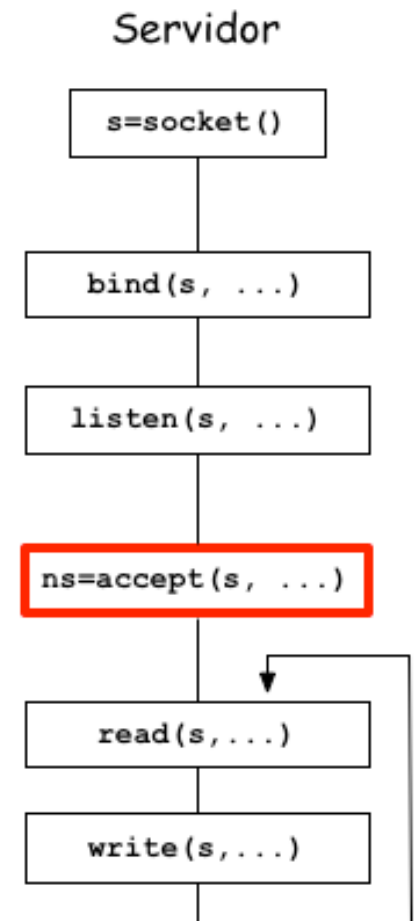 Servidor
s=socket()
bind(s, ...)
listen(s, ...)
ns=accept(s, ...)
read(s,...)
write(s,...)